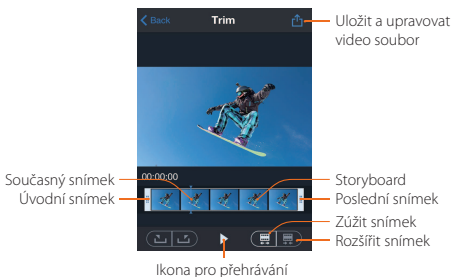 Back
Trim
Uložit a upravovat
video soubor
00:00:00
Současný snímek
Úvodní snímek
Storyboard
Poslední snímek
Zúžit snímek
Rozšířit snímek
Ikona pro přehrávání